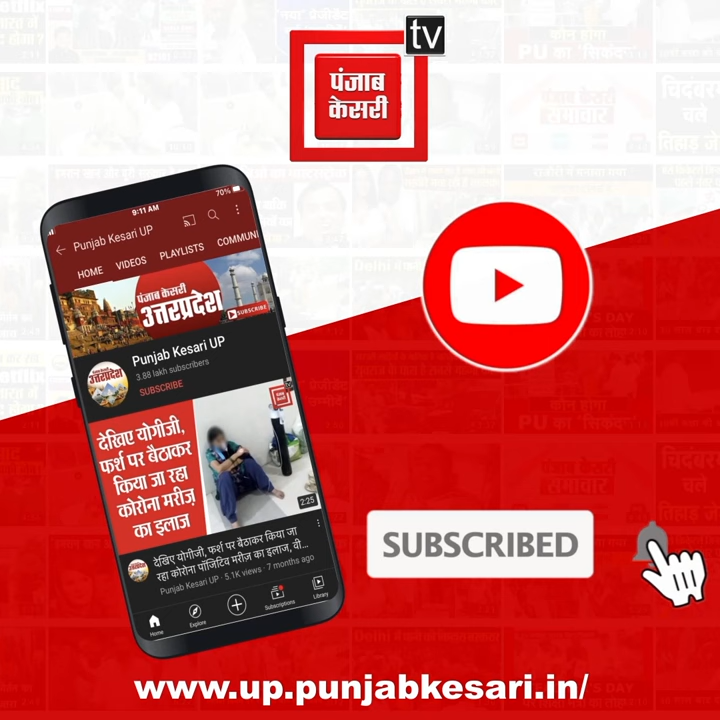 tv
पंजाब
केसरी
9:11 AM
70%
Punjab Kesari UP
HOME VIDEOS PLAYLISTS COMMUNI
पंजाब केसरी
उत्तरप्रदेश
SUBSCRIBE
उत्तरप्रदेश
Punjab Kesari UP
3.88 lakh subscribers
SUBSCRIBE
देखिए योगीजी,
फर्श पर बैठाकर
किया जा रहा
कोरोना मरीज़
का इलाज
2:25
देखिए योगीजी, फर्श पर बैठाकर किया जा
रहा कोरोना पॉजिटिव मरीज़ का इलाज, वी...
Punjab Kesari UP · 5.1K views · 7 months ago
Home Explore Subscriptions Library
SUBSCRIBED
www.up.punjabkesari.in/